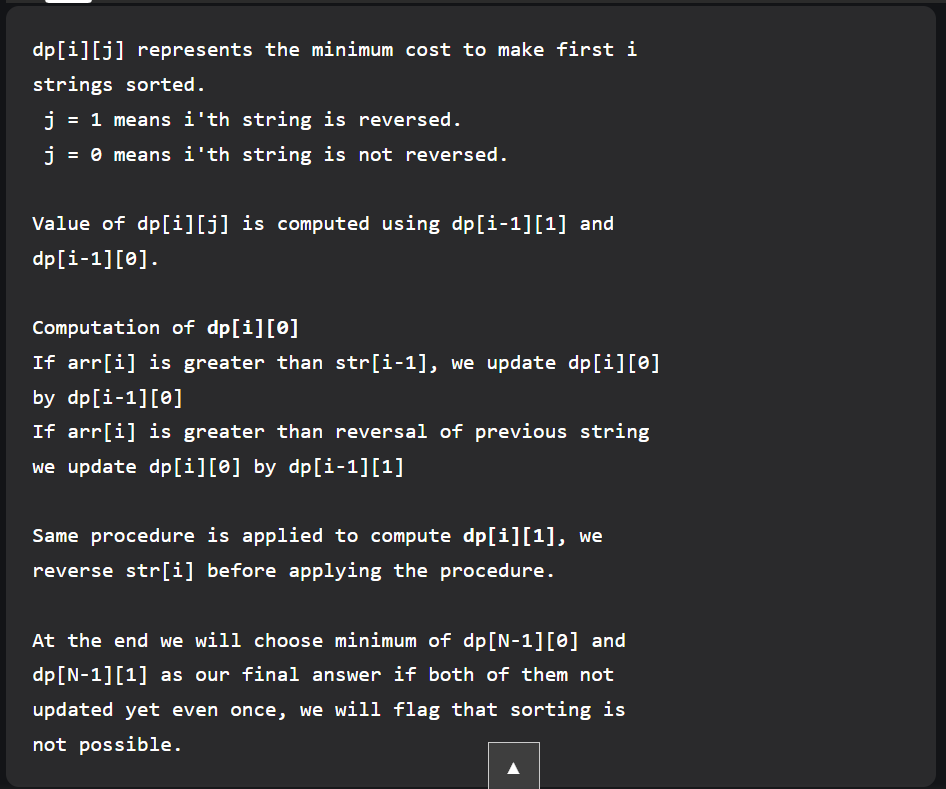 dp[i][j] represents the minimum cost to make first i
strings sorted.
j = 1 means i'th string is reversed.
j = 0 means i'th string is not reversed.
Value of dp[i][j] is computed using dp[i-1][1] and
dp[i-1][0].
Computation of dp[i][0]
If arr[i] is greater than str[i-1], we update dp[i][0]
by dp[i-1][0]
If arr[i] is greater than reversal of previous string
we update dp[i][0] by dp[i-1][1]
Same procedure is applied to compute dp[i][1], we
reverse str[i] before applying the procedure.
At the end we will choose minimum of dp[N-1][0] and
dp[N-1][1] as our final answer if both of them not
updated yet even once, we will flag that sorting is
not possible.